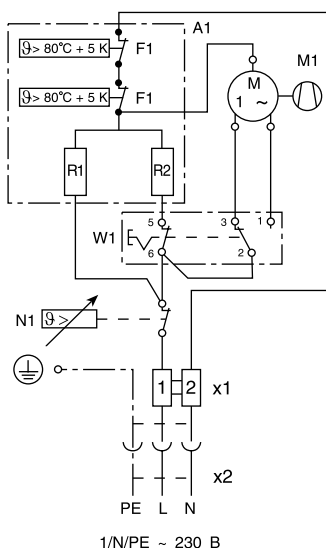 A1
ϑ> 80°C + 5 K
F1
M1
M
1 ~
ϑ> 80°C + 5 K
F1
R1
R2
5
3
1
W1
6
2
N1
ϑ>
1
2
x1
x2
PE L N
1/N/PE ~ 230 B